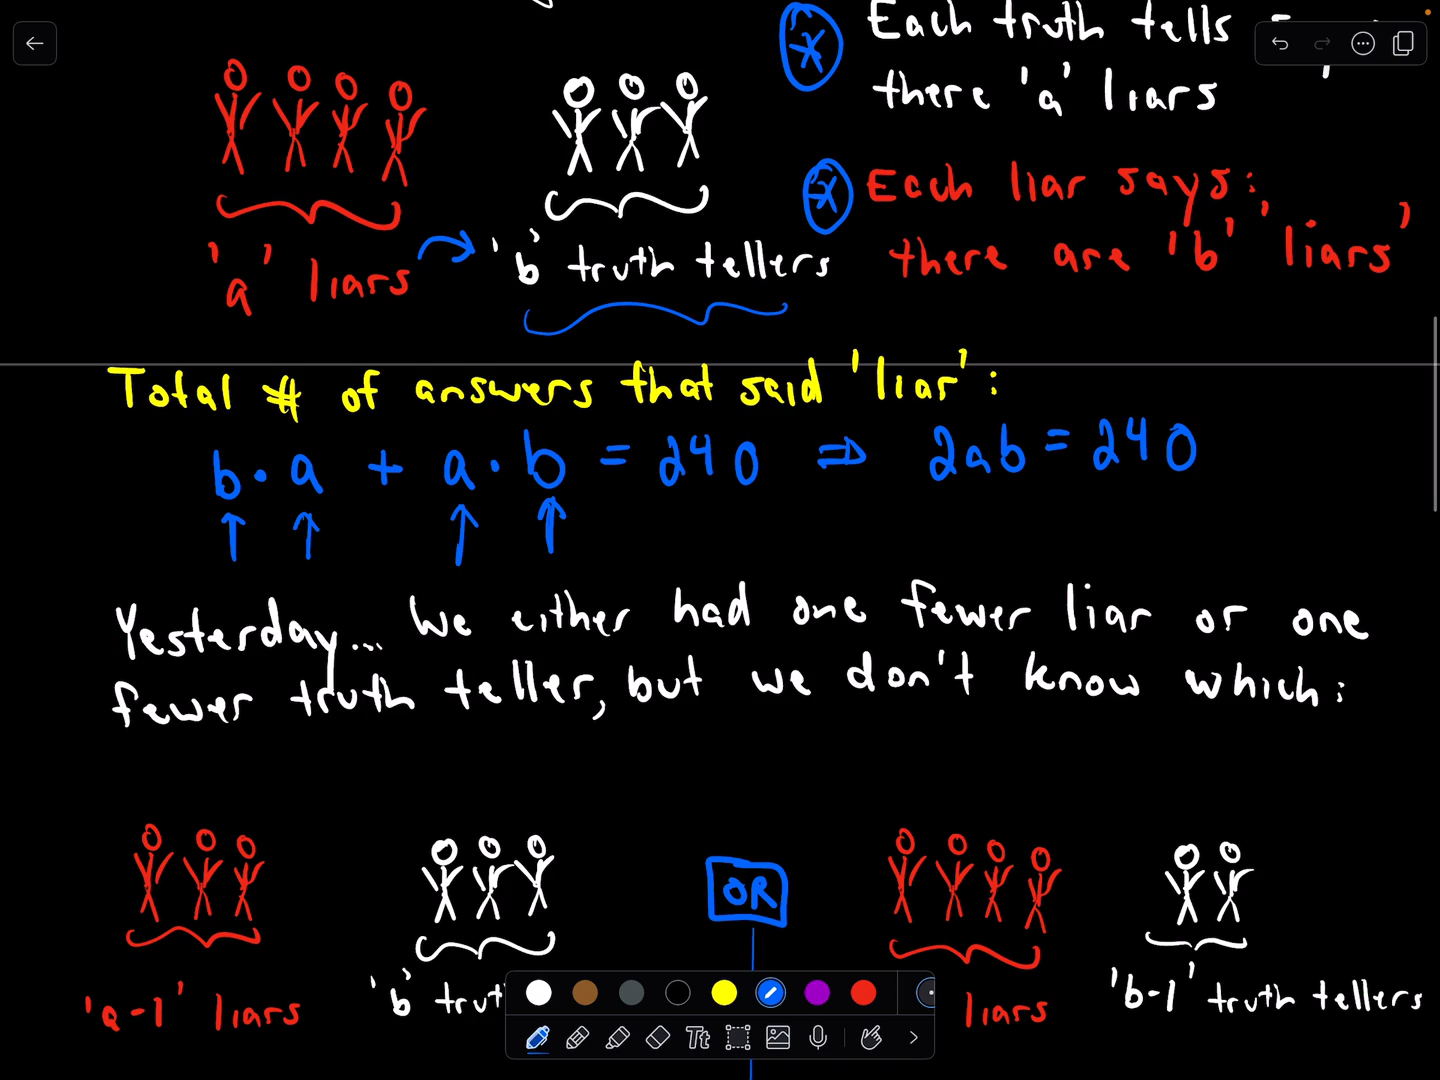 Each truth tells
there 'a' liars
Each liar says:
there are 'b' 'liars'
'a' liars
'b' truth tellers
Total # of answers that said 'liar':
b·a + a·b = 240 ⇒ 2ab = 240
Yesterday... We either had one fewer liar or one
fewer truth teller, but we don't know which:
OR
'a-1' liars
'b' trut
liars
'b-1' truth tellers
Tt